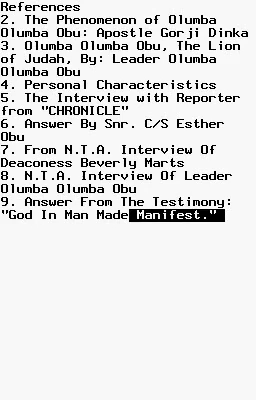 References
2. The Phenomenon of Olumba
Olumba Obu: Apostle Gorji Dinka
3. Olumba Olumba Obu, The Lion
of Judah, By: Leader Olumba
Olumba Obu
4. Personal Characteristics
5. The Interview with Reporter
from "CHRONICLE"
6. Answer By Snr. C/S Esther
Obu
7. From N.T.A. Interview Of
Deaconess Beverly Marts
8. N.T.A. Interview Of Leader
Olumba Olumba Obu
9. Answer From The Testimony:
"God In Man Made Manifest."